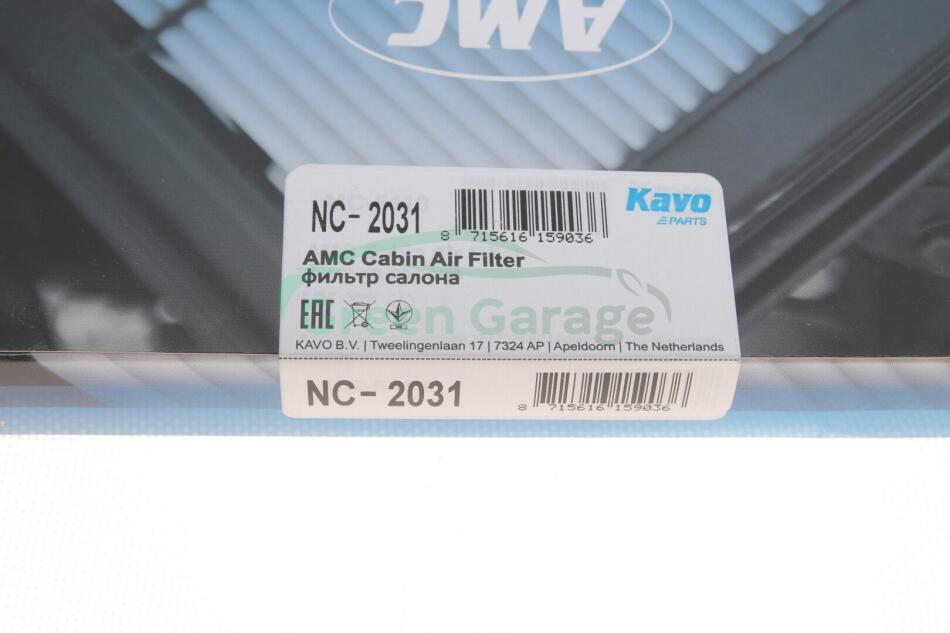 AMC
NC-2031
8 715616 159036
Kavo
PARTS
AMC Cabin Air Filter
фильтр салона
EAC
Green Garage
KAVO B.V. | Tweelingenlaan 17 | 7324 AP | Apeldoorn | The Netherlands
NC-2031
8 715616 159036